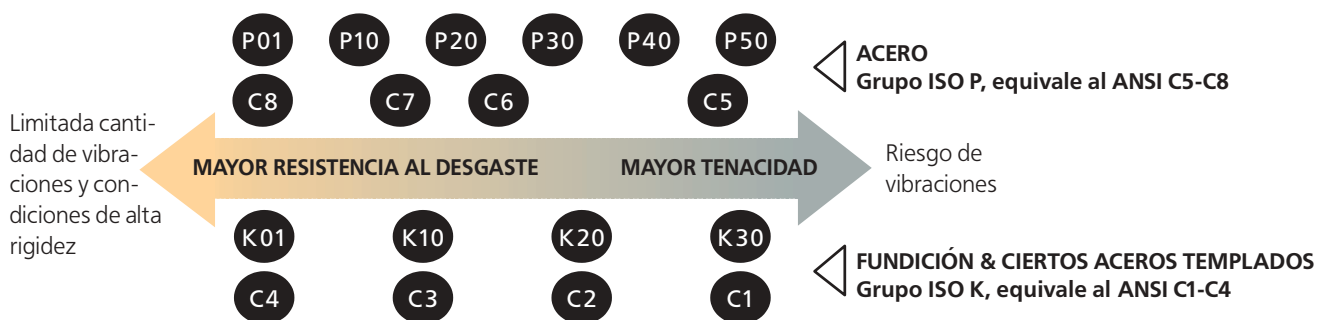 P01 P10 P20 P30 P40 P50
ACERO
Grupo ISO P, equivale al ANSI C5-C8
C8 C7 C6 C5
Limitada canti-
dad de vibra-
ciones y con-
diciones de alta
rigidez
MAYOR RESISTENCIA AL DESGASTE MAYOR TENACIDAD
Riesgo de
vibraciones
K01 K10 K20 K30
FUNDICIÓN & CIERTOS ACEROS TEMPLADOS
Grupo ISO K, equivale al ANSI C1-C4
C4 C3 C2 C1